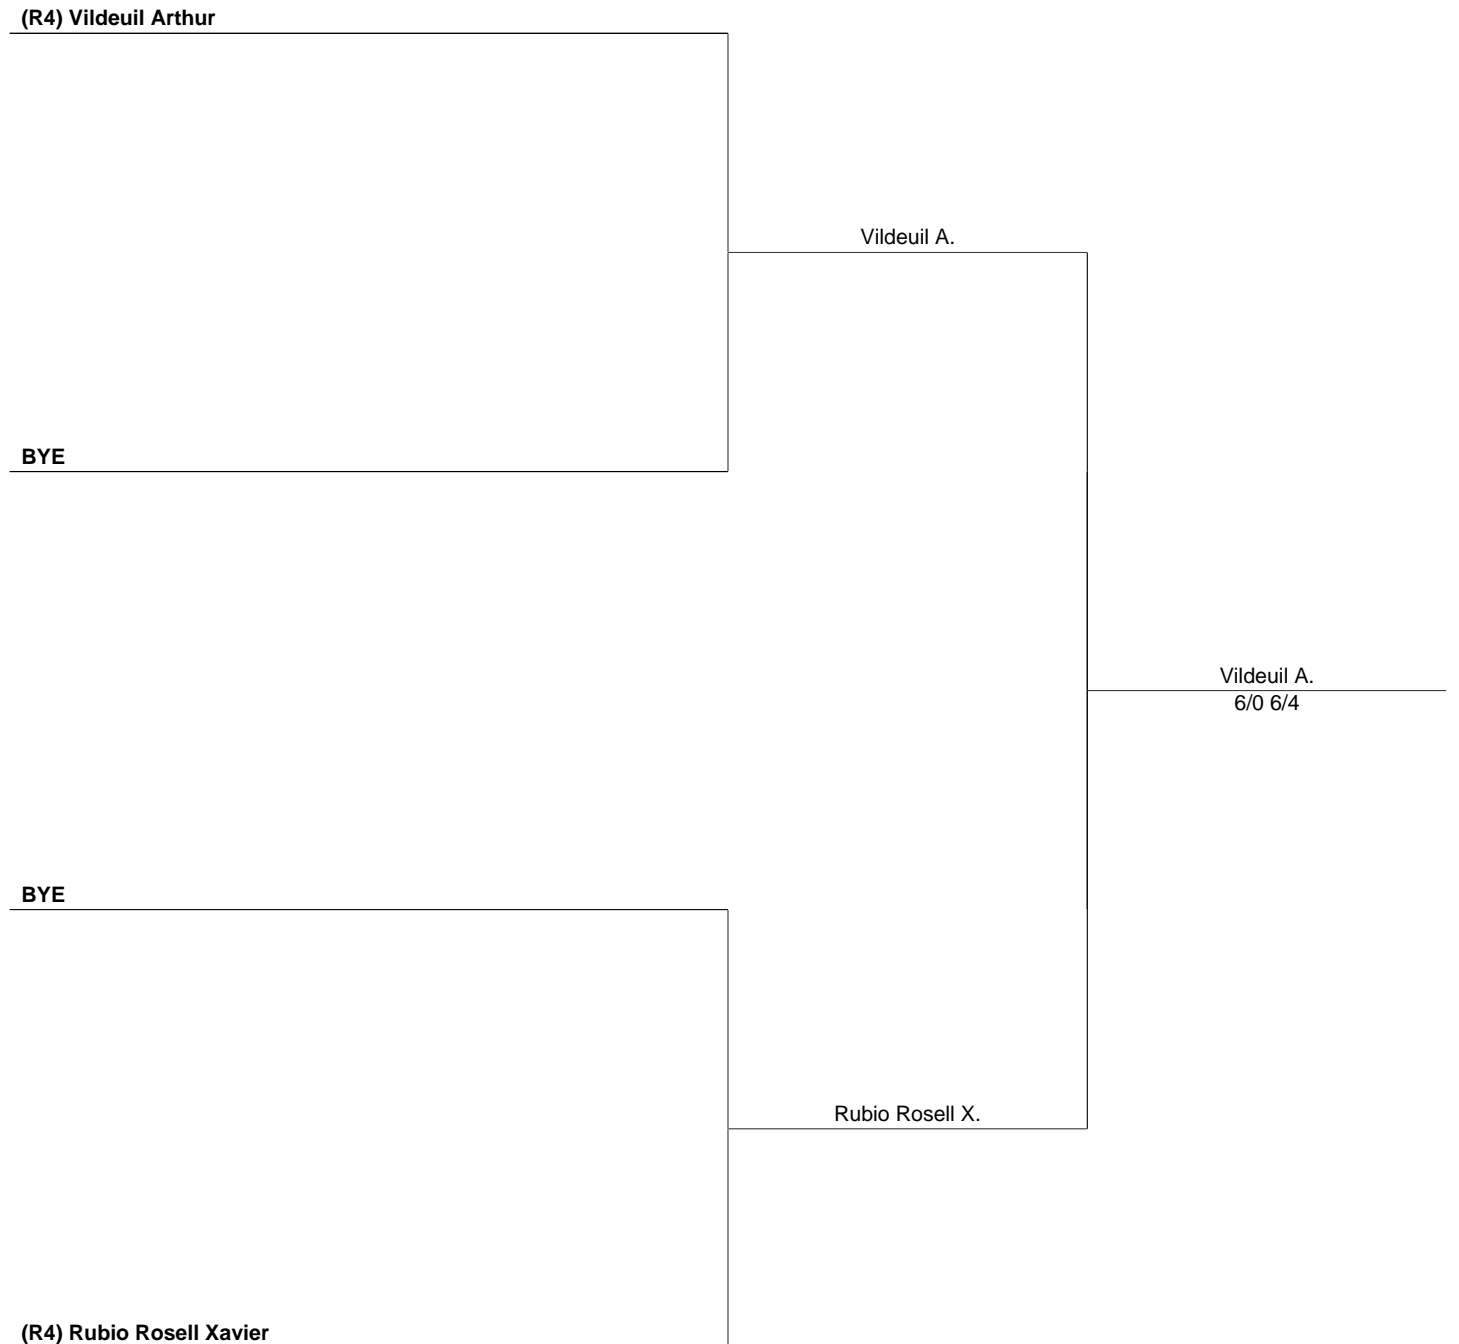 (R4) Vildeuil Arthur
Vildeuil A.
BYE
Vildeuil A.
6/0 6/4
BYE
Rubio Rosell X.
(R4) Rubio Rosell Xavier